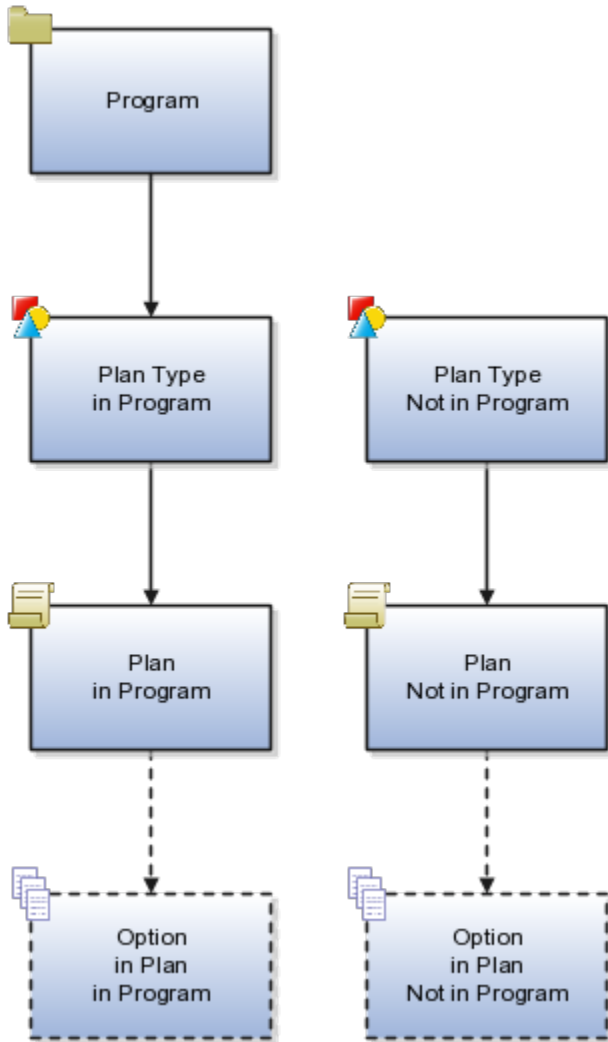 Program
Plan Type
in Program
Plan Type
Not in Program
Plan
in Program
Plan
Not in Program
Option
in Plan
in Program
Option
in Plan
Not in Program